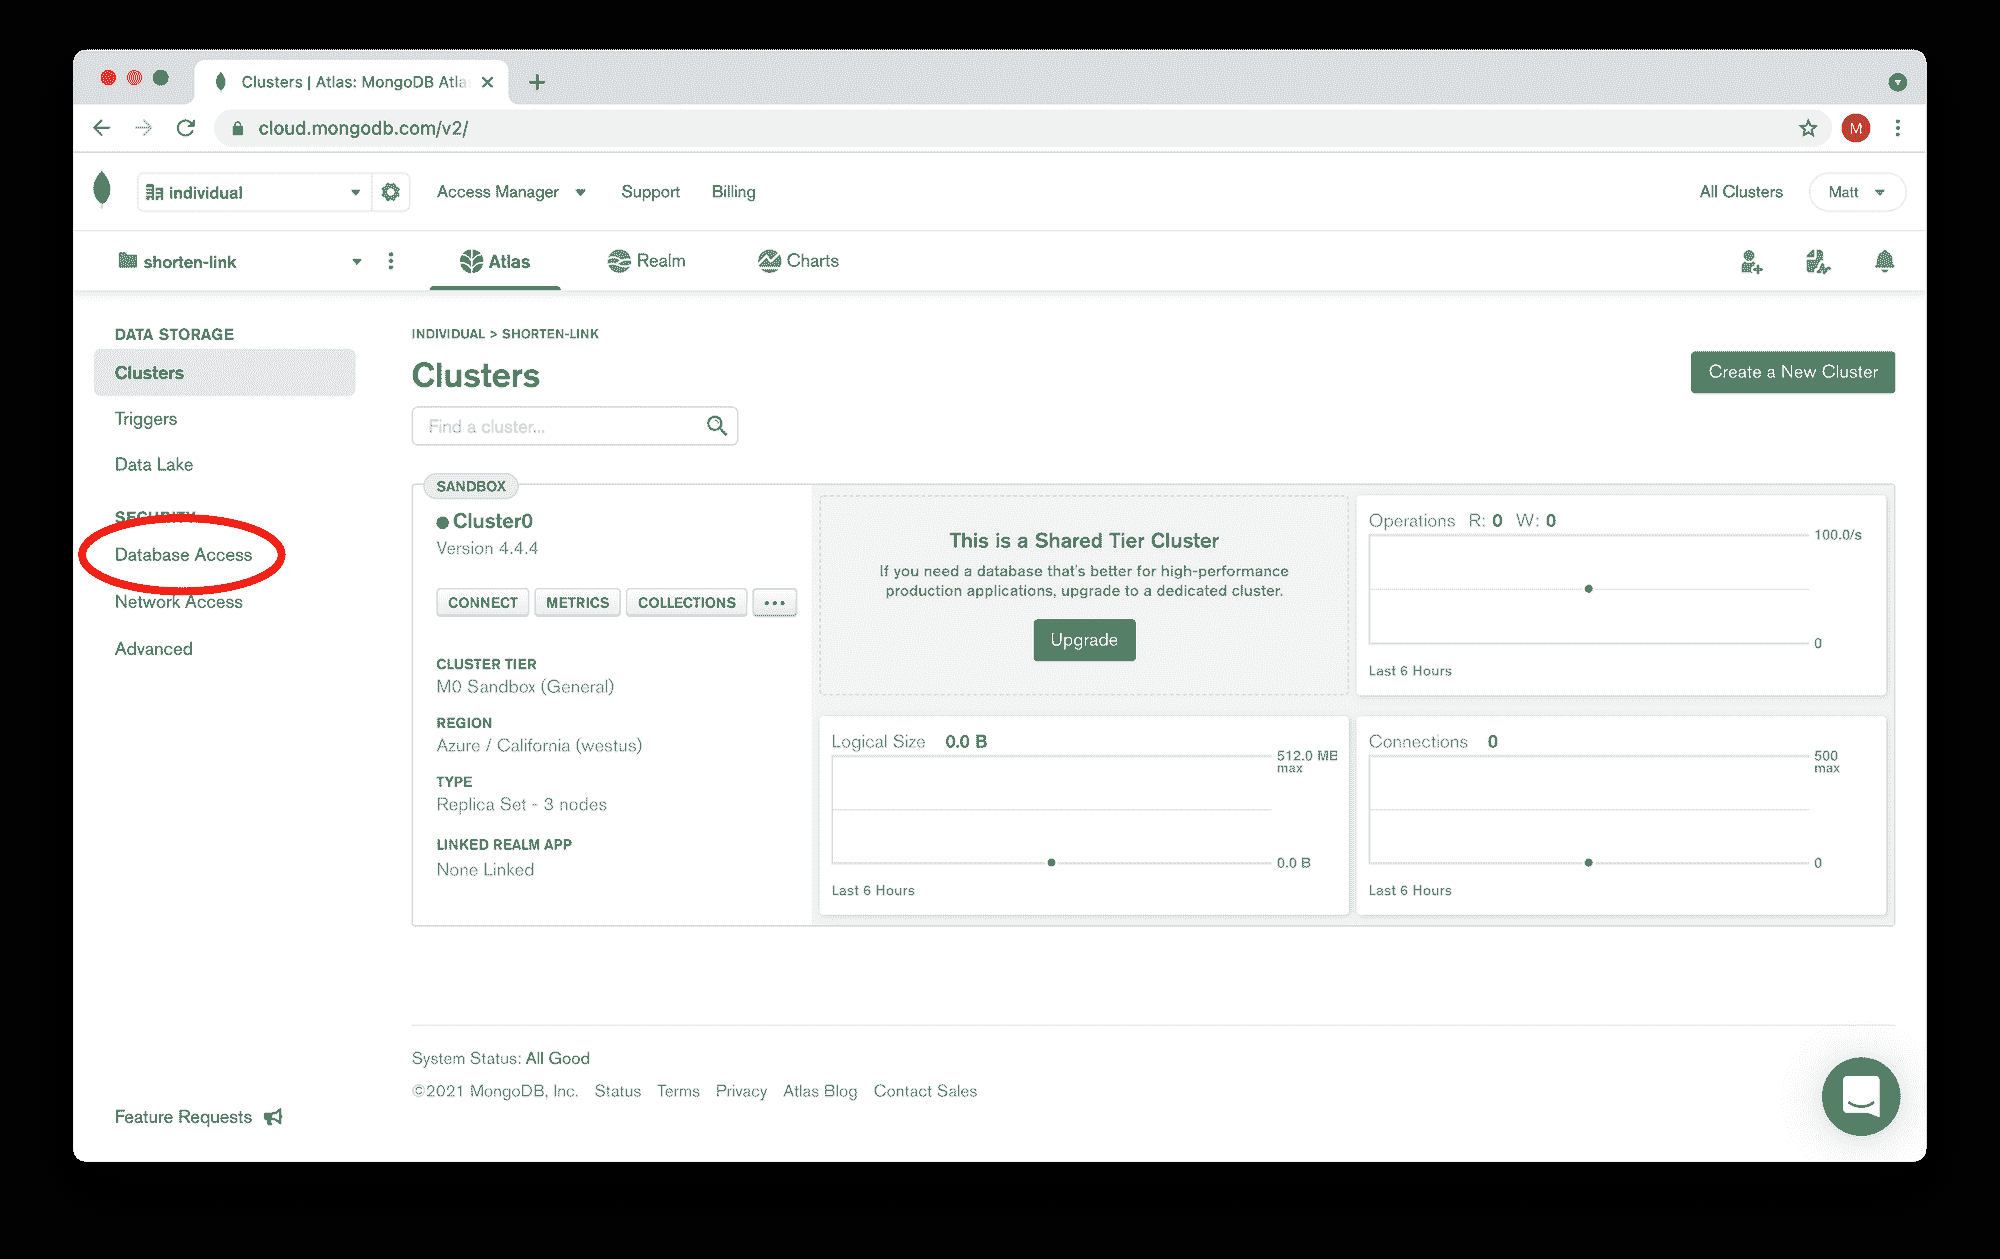 Clusters | Atlas: MongoDB Atla
cloud.mongodb.com/v2/
M
individual
Access Manager
Support
Billing
All Clusters
Matt
shorten-link
Atlas
Realm
Charts
DATA STORAGE
Clusters
Triggers
Data Lake
SECURITY
Database Access
Network Access
Advanced
Feature Requests
INDIVIDUAL > SHORTEN-LINK
Clusters
Create a New Cluster
Find a cluster...
SANDBOX
Cluster0
Version 4.4.4
CONNECT
METRICS
COLLECTIONS
...
CLUSTER TIER
M0 Sandbox (General)
REGION
Azure / California (westus)
TYPE
Replica Set - 3 nodes
LINKED REALM APP
None Linked
This is a Shared Tier Cluster
If you need a database that's better for high-performance
production applications, upgrade to a dedicated cluster.
Upgrade
Operations R: 0 W: 0
100.0/s
0
Last 6 Hours
Logical Size 0.0 B
512.0 MB
max
0.0 B
Last 6 Hours
Connections 0
500
max
0
Last 6 Hours
System Status: All Good
©2021 MongoDB, Inc. Status Terms Privacy Atlas Blog Contact Sales